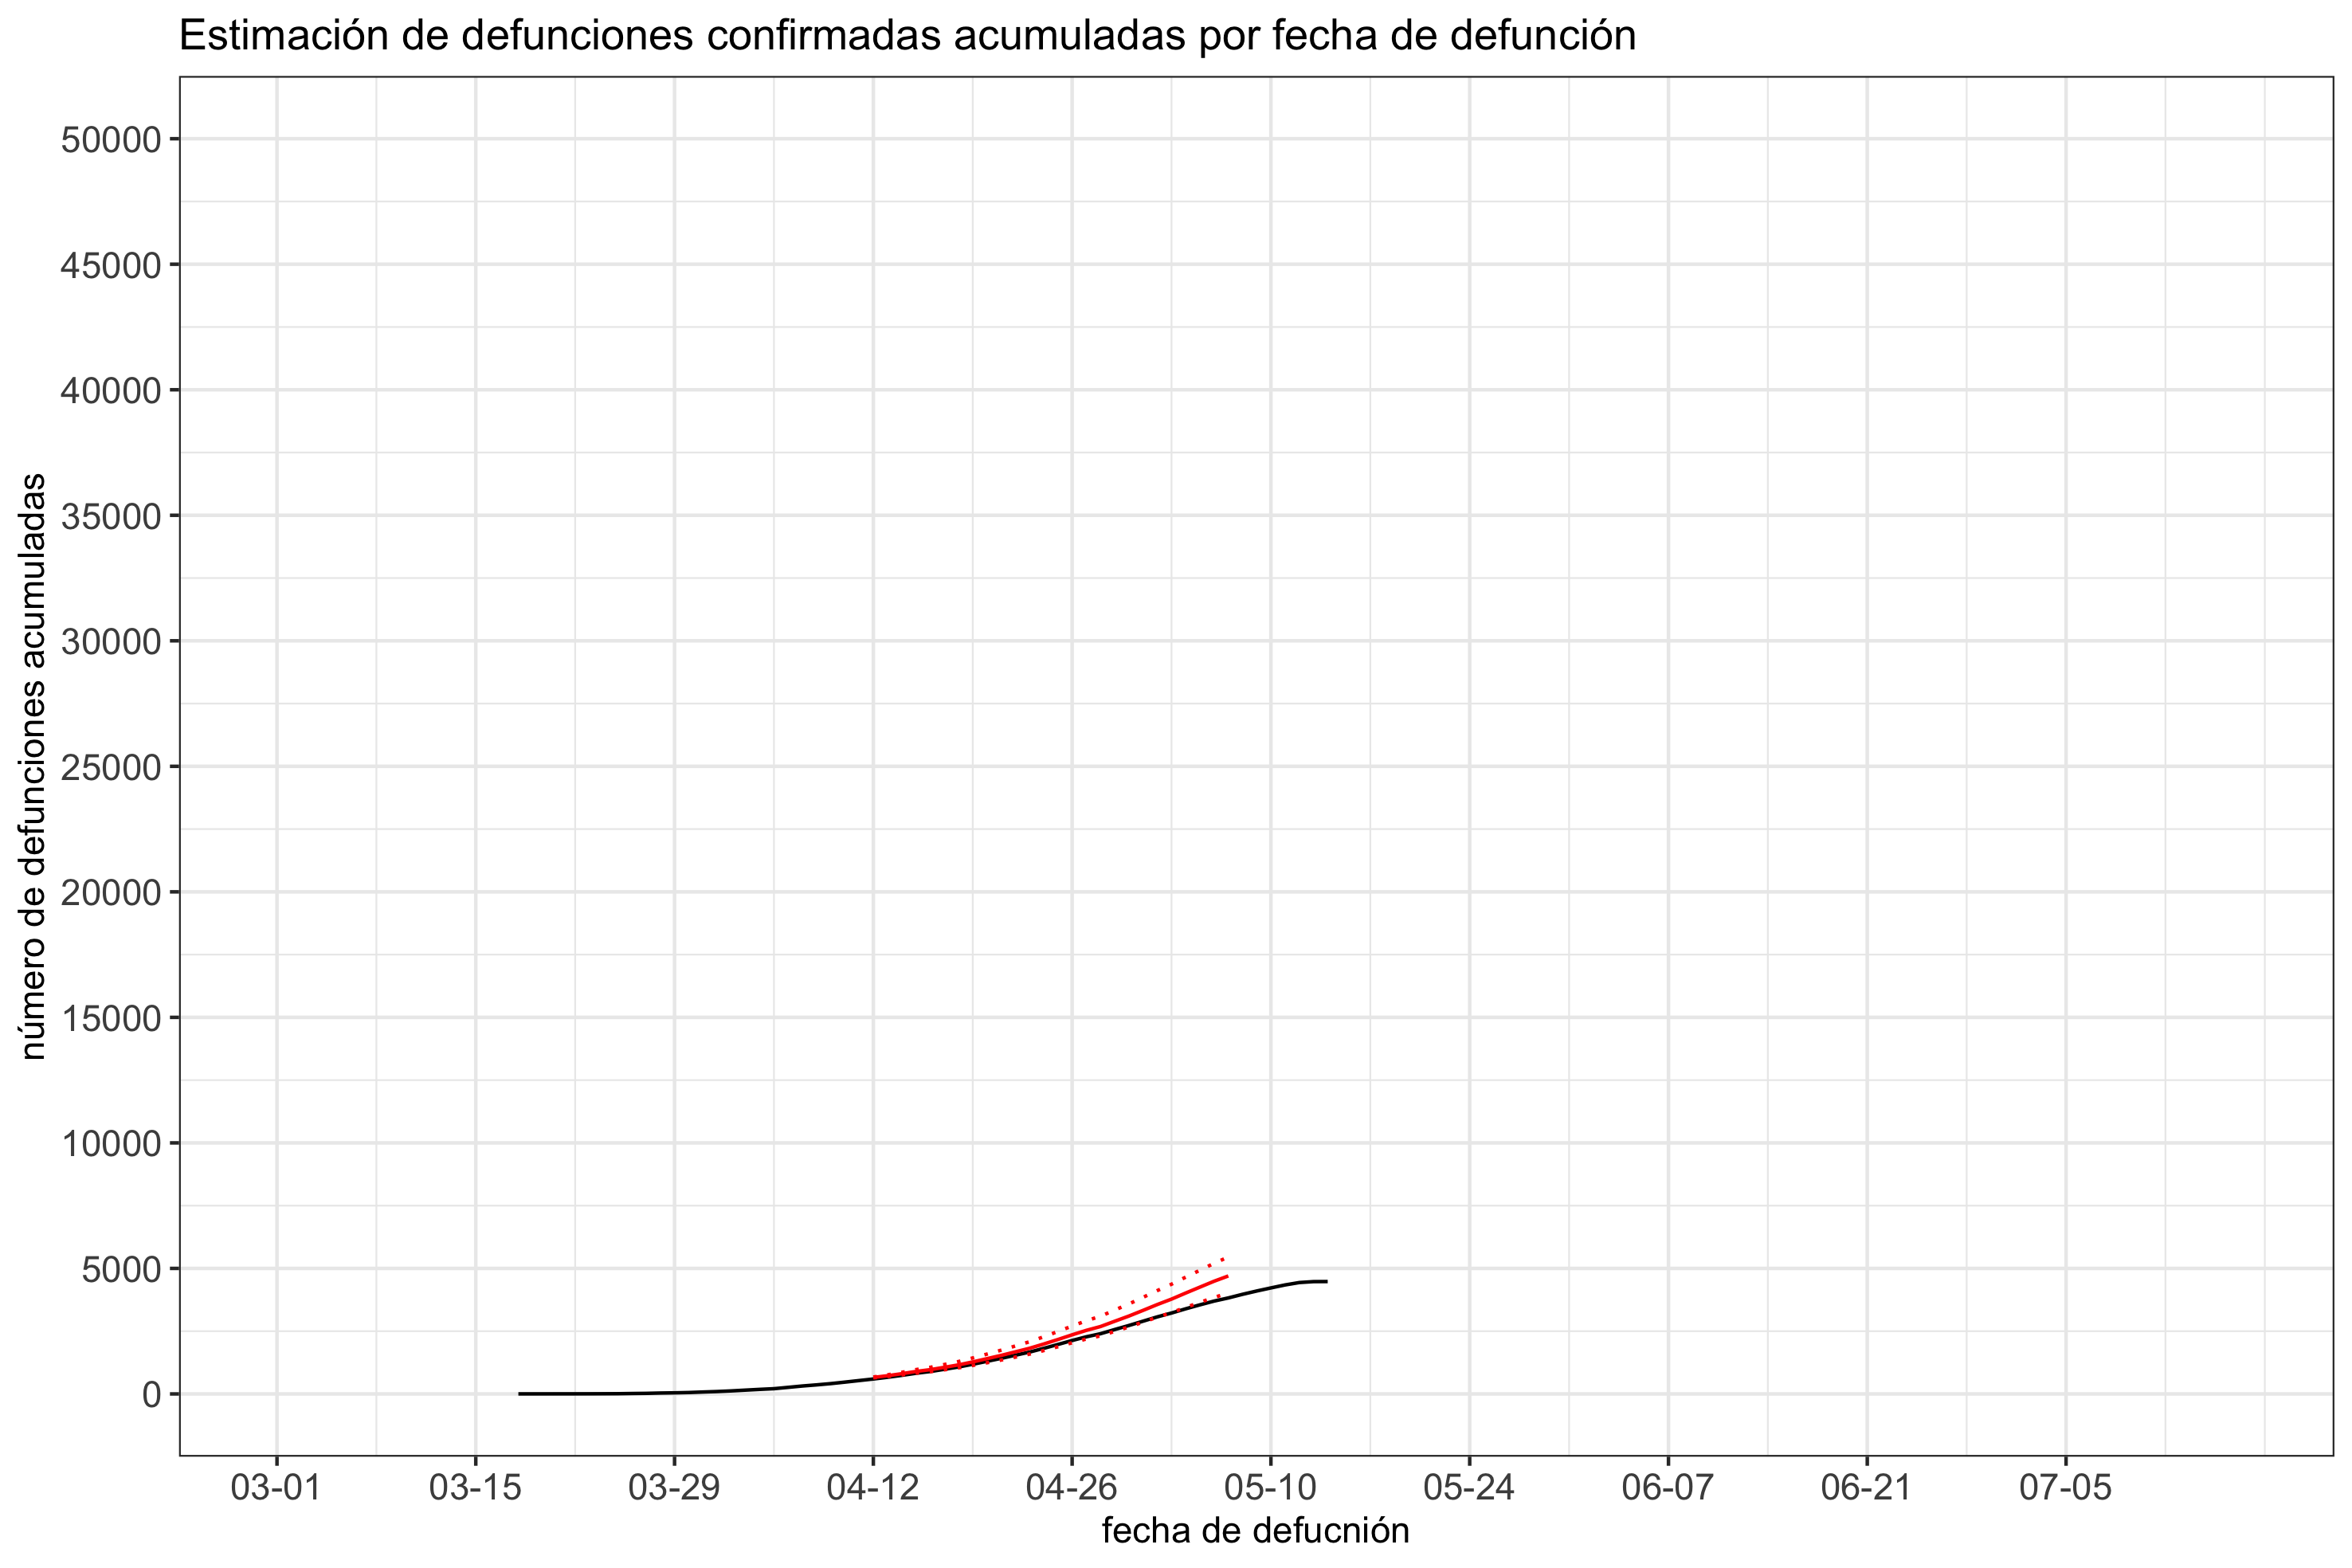 Estimación de defunciones confirmadas acumuladas por fecha de defunción
número de defunciones acumuladas
50000
45000
40000
35000
30000
25000
20000
15000
10000
5000
0
03-01 03-15 03-29 04-12 04-26 05-10 05-24 06-07 06-21 07-05
fecha de defucnión